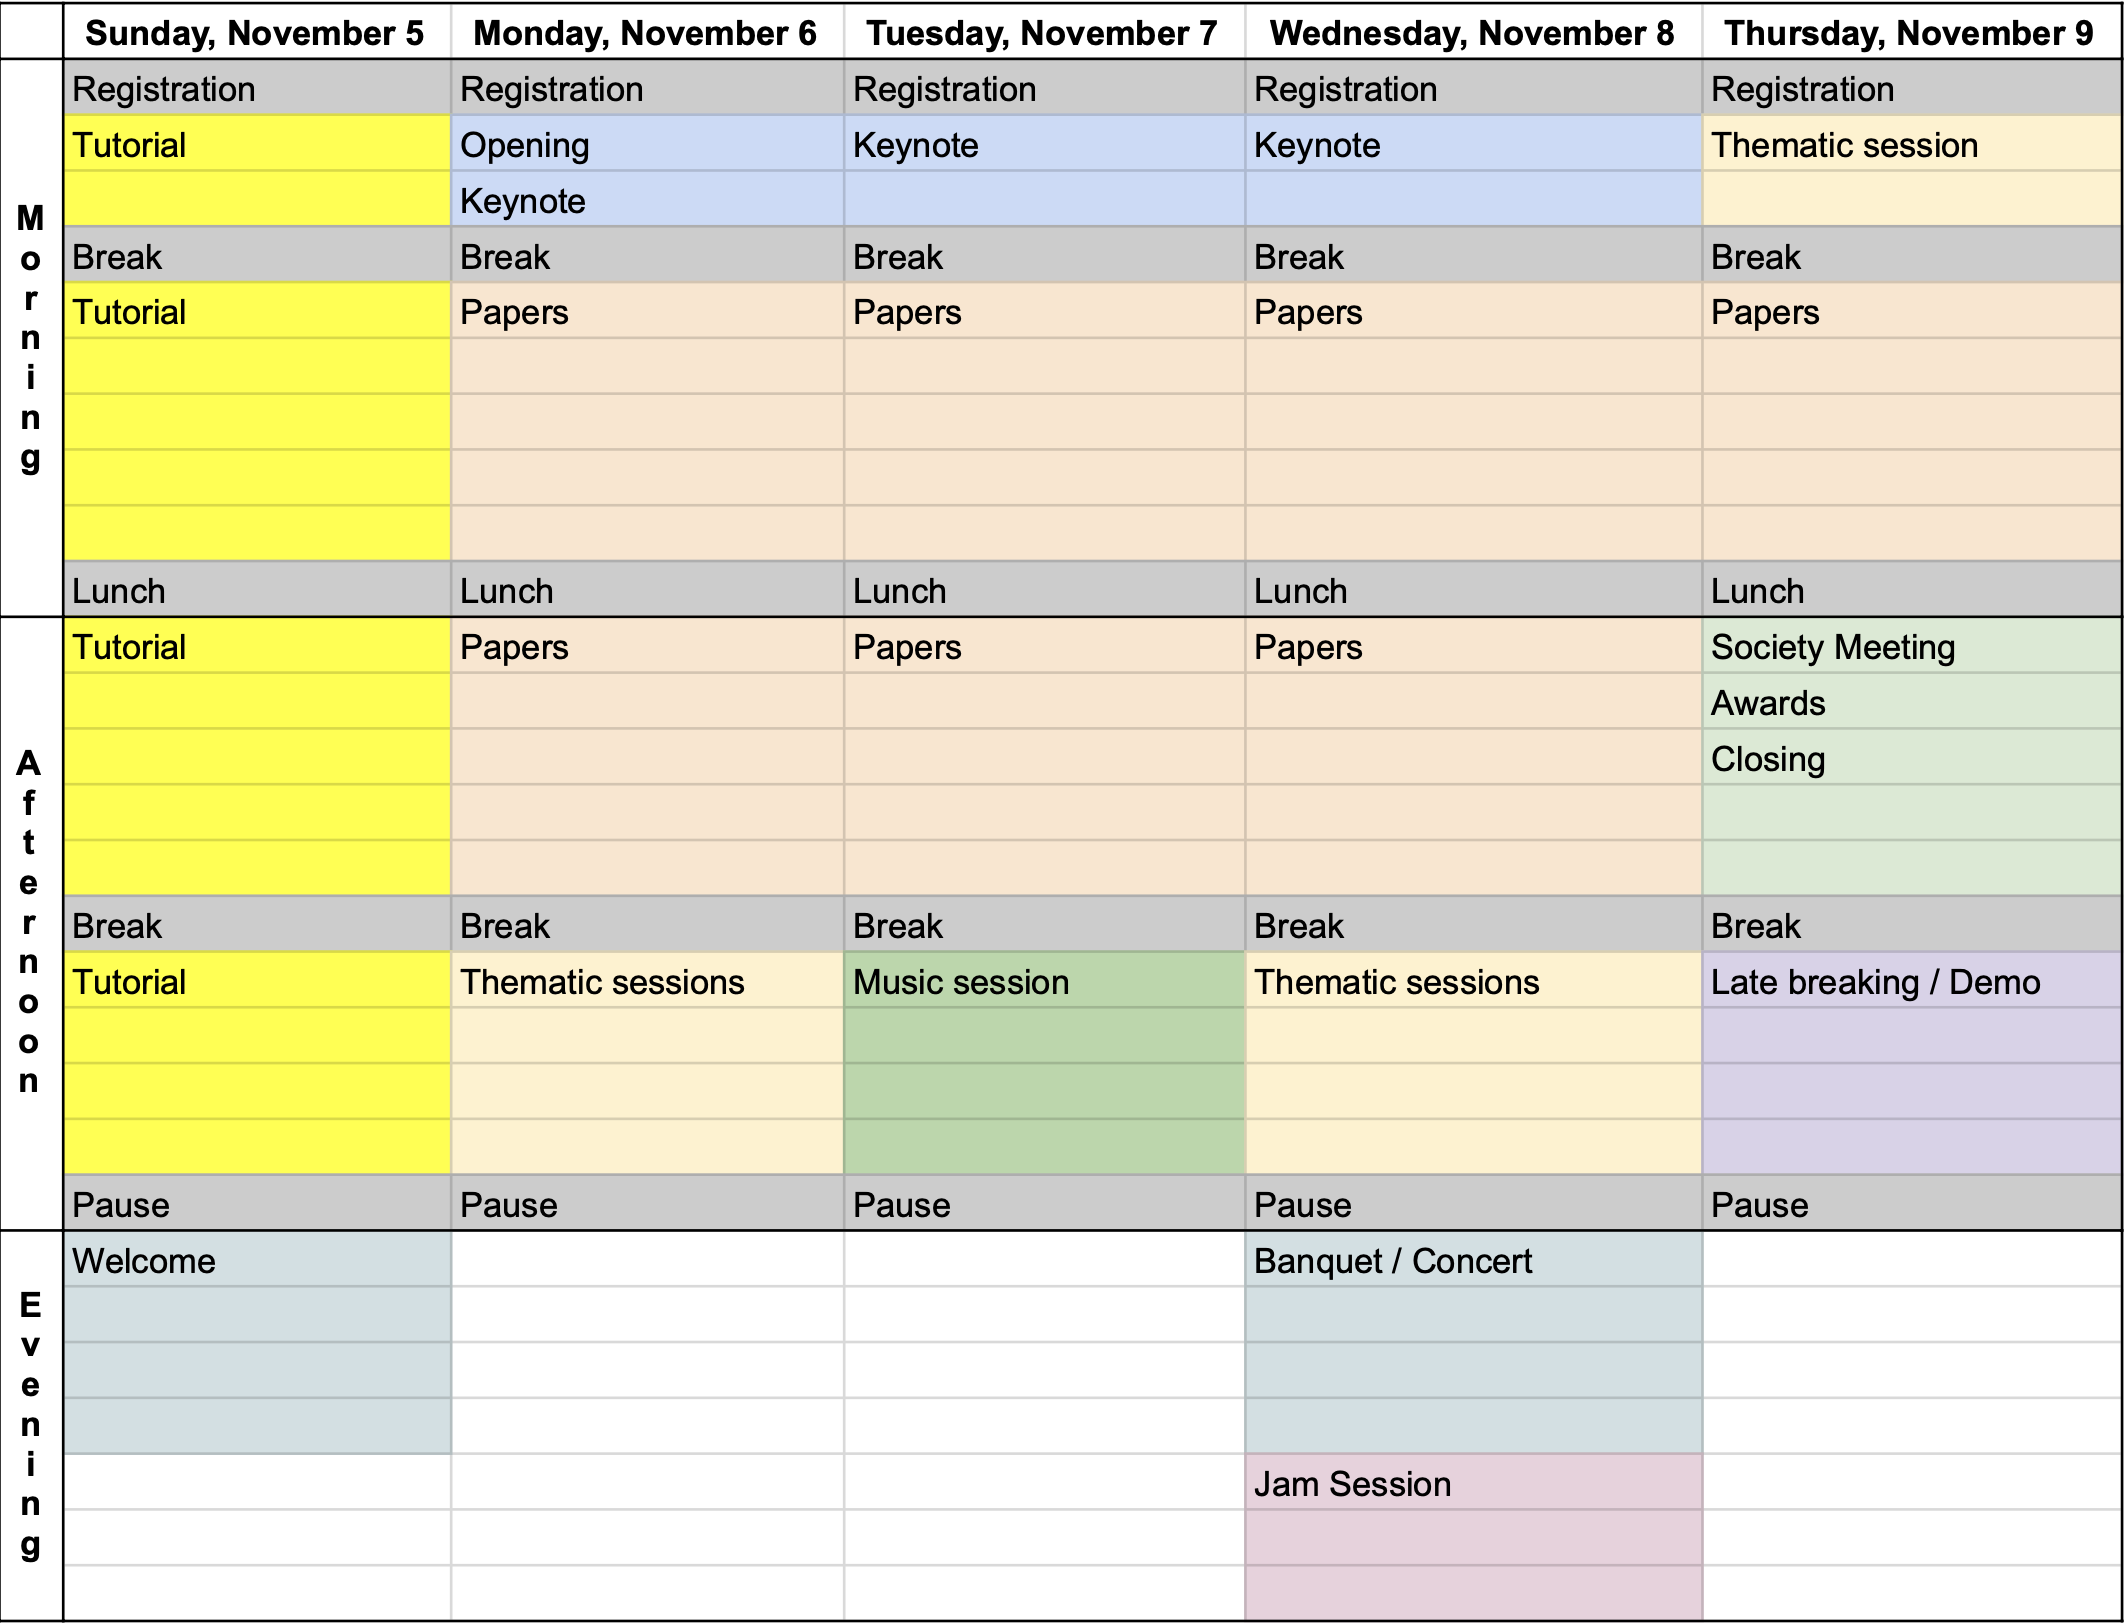 Sunday, November 5 Monday, November 6 Tuesday, November 7 Wednesday, November 8 Thursday, November 9
Morning
Registration Registration Registration Registration Registration
Tutorial Opening Keynote Keynote Thematic session
Keynote
Break Break Break Break Break
Tutorial Papers Papers Papers Papers
Lunch Lunch Lunch Lunch Lunch
Afternoon
Tutorial Papers Papers Papers Society Meeting
Awards
Closing
Break Break Break Break Break
Tutorial Thematic sessions Music session Thematic sessions Late breaking / Demo
Pause Pause Pause Pause Pause
Evening
Welcome Banquet / Concert
Jam Session